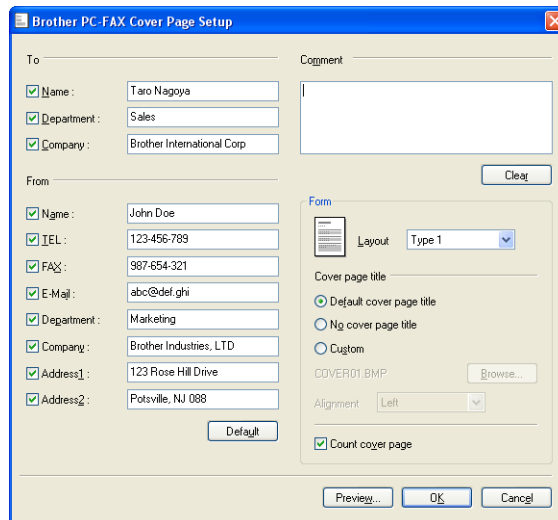 Brother PC-FAX Cover Page Setup
To
Name :
Taro Nagoya
Department :
Sales
Company :
Brother International Corp
From
Name :
John Doe
TEL :
123-456-789
FAX :
987-654-321
E-Mail :
abc@def.ghi
Department :
Marketing
Company :
Brother Industries, LTD
Address1 :
123 Rose Hill Drive
Address2 :
Potsville, NJ 088
Default
Comment
Clear
Form
Layout
Type 1
Cover page title
Default cover page title
No cover page title
Custom
COVER01.BMP
Browse...
Alignment
Left
Count cover page
Preview...
OK
Cancel